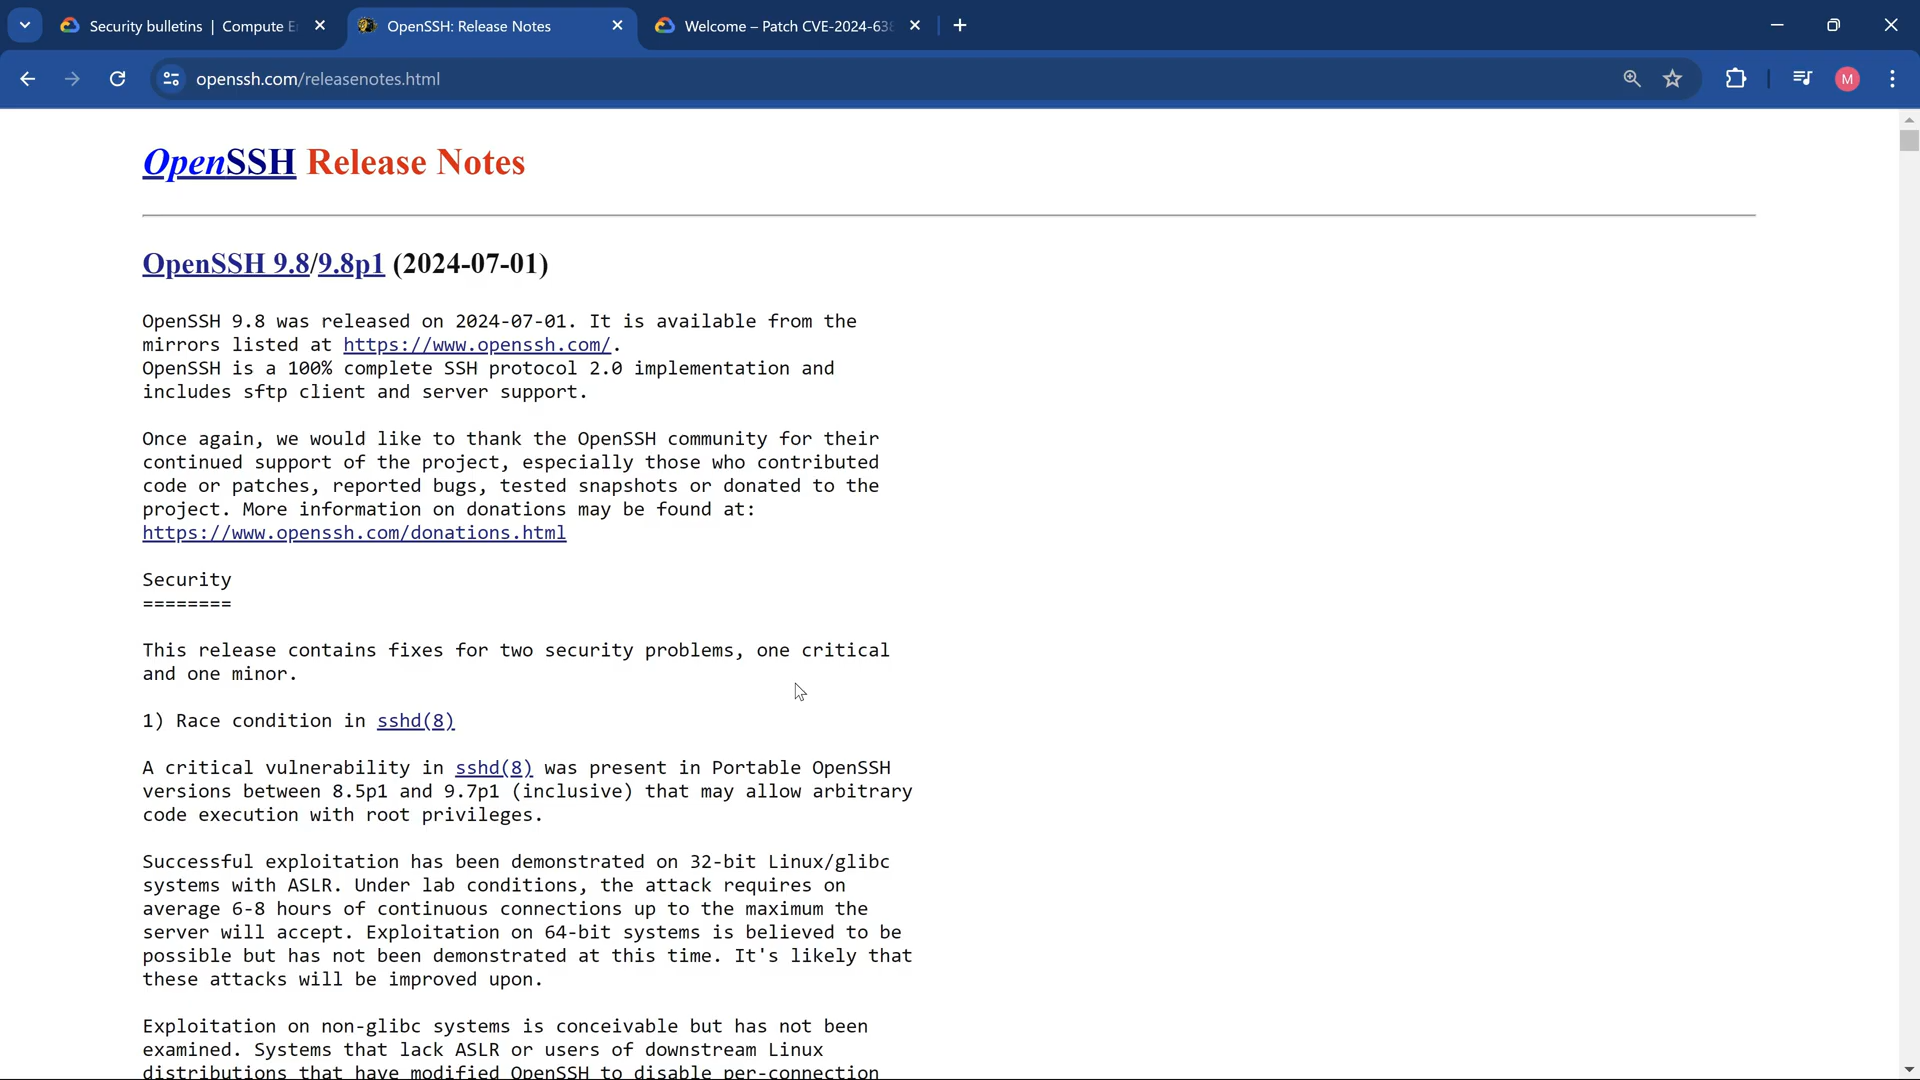 Security bulletins | Compute E
OpenSSH: Release Notes
Welcome – Patch CVE-2024-638
openssh.com/releasenotes.html
M
OpenSSH Release Notes
OpenSSH 9.8/9.8p1 (2024-07-01)
OpenSSH 9.8 was released on 2024-07-01. It is available from the
mirrors listed at https://www.openssh.com/.
OpenSSH is a 100% complete SSH protocol 2.0 implementation and
includes sftp client and server support.
Once again, we would like to thank the OpenSSH community for their
continued support of the project, especially those who contributed
code or patches, reported bugs, tested snapshots or donated to the
project. More information on donations may be found at:
https://www.openssh.com/donations.html
Security
========
This release contains fixes for two security problems, one critical
and one minor.
1) Race condition in sshd(8)
A critical vulnerability in sshd(8) was present in Portable OpenSSH
versions between 8.5p1 and 9.7p1 (inclusive) that may allow arbitrary
code execution with root privileges.
Successful exploitation has been demonstrated on 32-bit Linux/glibc
systems with ASLR. Under lab conditions, the attack requires on
average 6-8 hours of continuous connections up to the maximum the
server will accept. Exploitation on 64-bit systems is believed to be
possible but has not been demonstrated at this time. It's likely that
these attacks will be improved upon.
Exploitation on non-glibc systems is conceivable but has not been
examined. Systems that lack ASLR or users of downstream Linux
distributions that have modified OpenSSH to disable per-connection